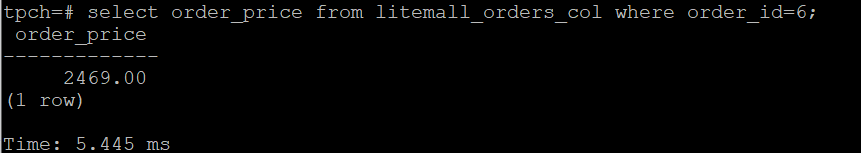 tpch=# select order_price from litemall_orders_col where order_id=6;
 order_price
-------------
     2469.00
(1 row)

Time: 5.445 ms